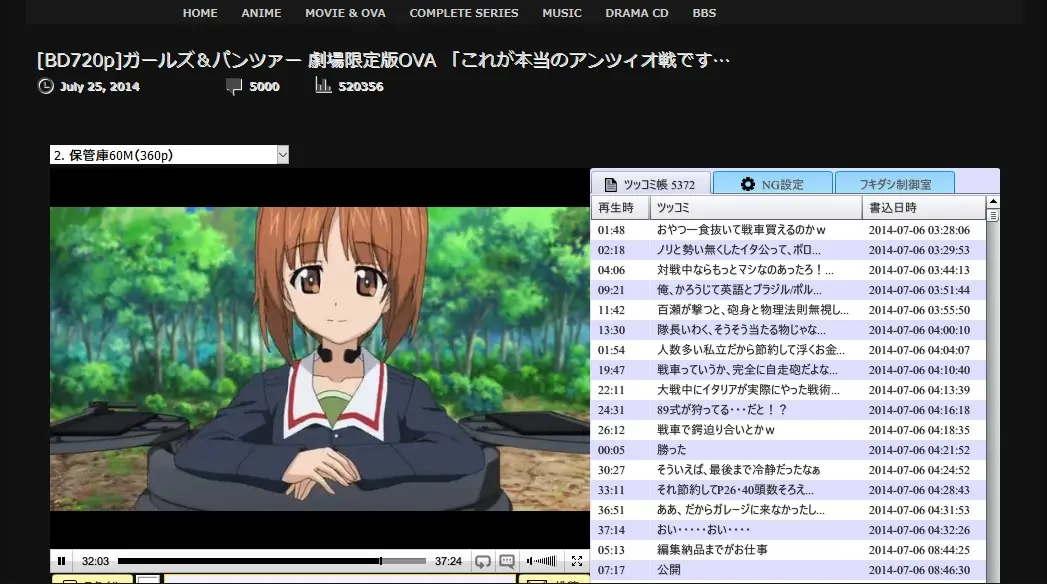 HOME ANIME MOVIE & OVA COMPLETE SERIES MUSIC DRAMA CD BBS
[BD720p]ガールズ&パンツァー 劇場限定版OVA 「これが本当のアンツィオ戦です…
July 25, 2014 5000 520356
2. 保管庫60M(360p)
ツッコミ帳 5372 NG設定 フキダシ制御室
再生時 ツッコミ 書込日時
01:48 おやつ一食抜いて戦車買えるのかw 2014-07-06 03:28:06
02:18 ノリと勢い無くしたイタ公って、ポロ... 2014-07-06 03:29:53
04:06 対戦中ならもっとマシなのあったろ！... 2014-07-06 03:44:13
09:21 俺、かろうじて英語とブラジル/ポル... 2014-07-06 03:51:44
11:42 百瀬が撃つと、砲身と物理法則無視し... 2014-07-06 03:55:50
13:30 隊長いわく、そうそう当たる物じゃな... 2014-07-06 04:00:10
01:54 人数多い私立だから節約して浮くお金... 2014-07-06 04:04:07
19:47 戦車っていうか、完全に自走砲だよな... 2014-07-06 04:10:40
22:11 大戦中にイタリアが実際にやった戦術... 2014-07-06 04:13:39
24:31 89式が狩ってる･･･だと！？ 2014-07-06 04:16:18
26:12 戦車で鍔迫り合いとかw 2014-07-06 04:18:35
00:05 勝った 2014-07-06 04:21:52
30:27 そういえば、最後まで冷静だったなぁ 2014-07-06 04:24:52
33:11 それ節約してP26･40頭数そろえ... 2014-07-06 04:28:43
36:51 ああ、だからガレージに来なかったし... 2014-07-06 04:31:53
37:14 おい･････おい････ 2014-07-06 04:32:26
05:13 編集納品までがお仕事 2014-07-06 08:44:25
07:17 公開 2014-07-06 08:46:30
32:03 37:24